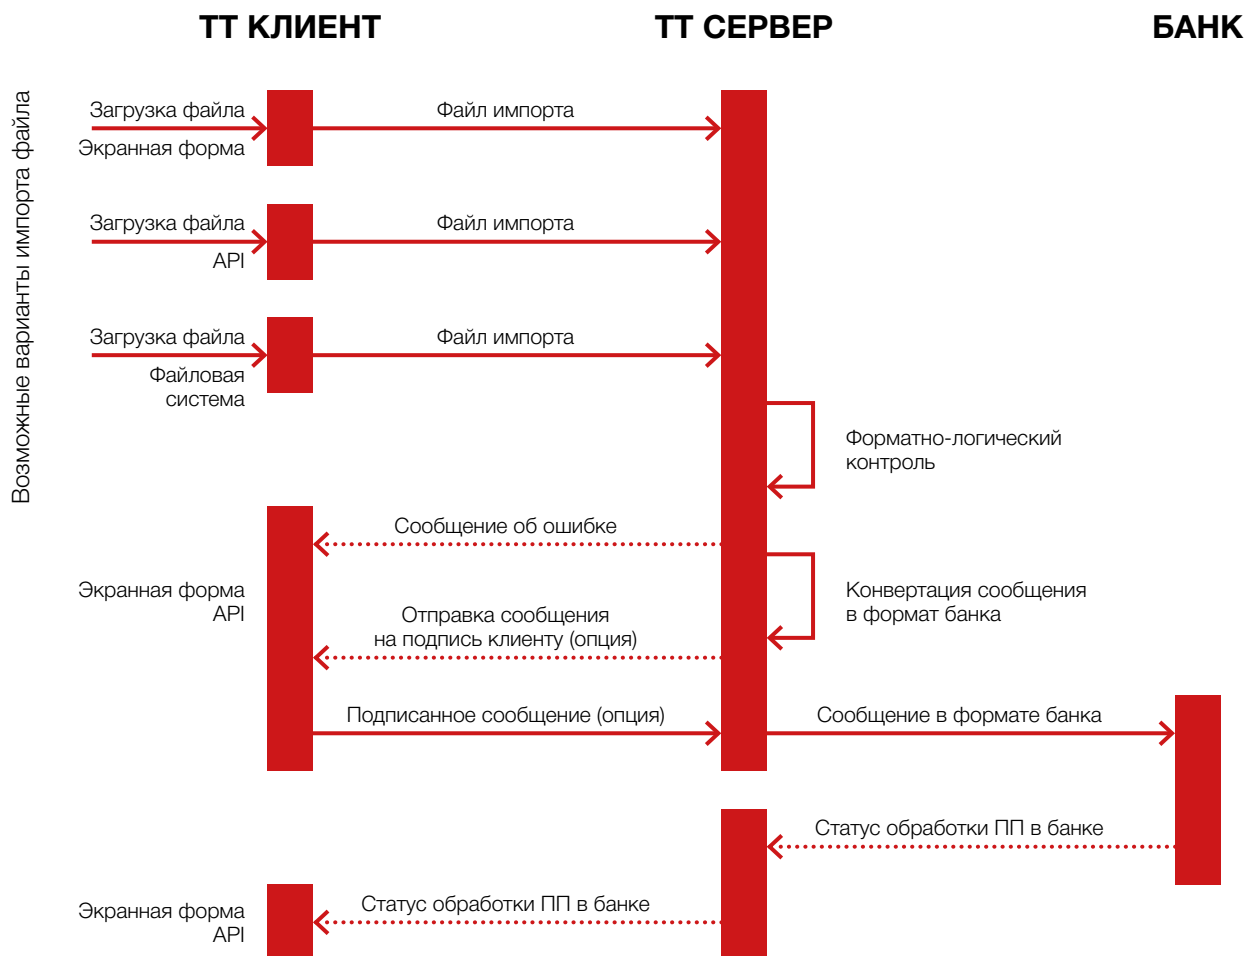 ТТ КЛИЕНТ
ТТ СЕРВЕР
БАНК
Возможные варианты импорта файла
Загрузка файла
Экранная форма
Файл импорта
Загрузка файла
API
Файл импорта
Загрузка файла
Файловая
система
Файл импорта
Форматно-логический
контроль
Сообщение об ошибке
Экранная форма
API
Конвертация сообщения
в формат банка
Отправка сообщения
на подпись клиенту (опция)
Подписанное сообщение (опция)
Сообщение в формате банка
Статус обработки ПП в банке
Экранная форма
API
Статус обработки ПП в банке